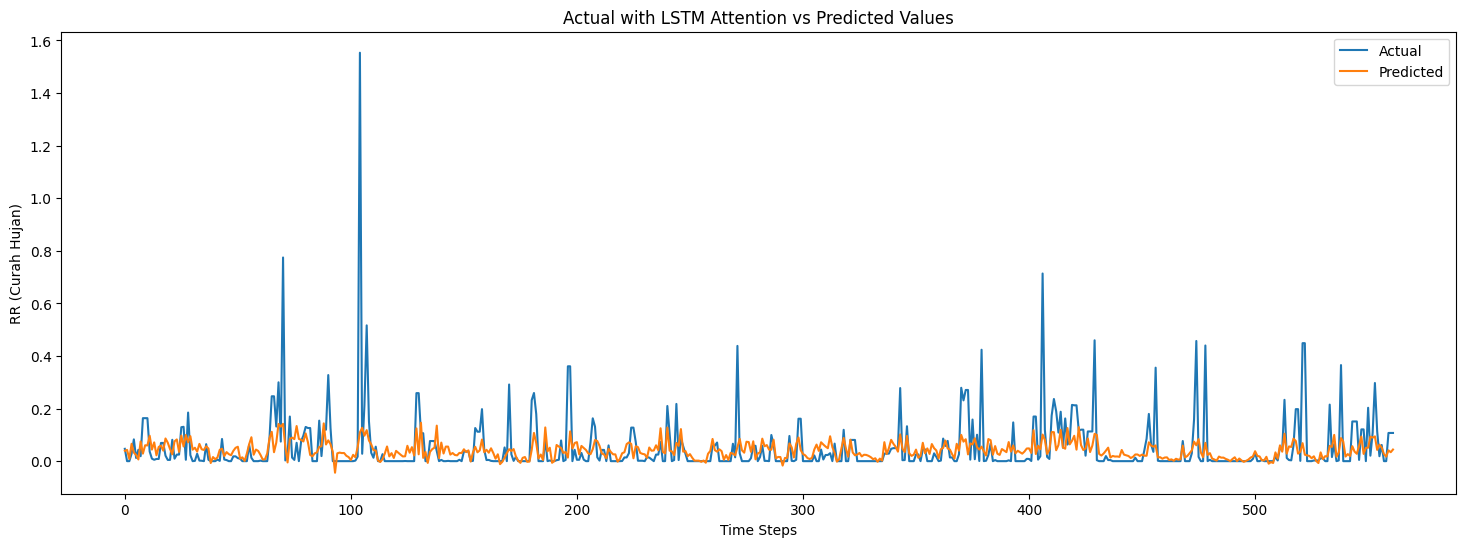 Actual with LSTM Attention vs Predicted Values
Actual
Predicted
RR (Curah Hujan)
1.6
1.4
1.2
1.0
0.8
0.6
0.4
0.2
0.0
0 100 200 300 400 500
Time Steps